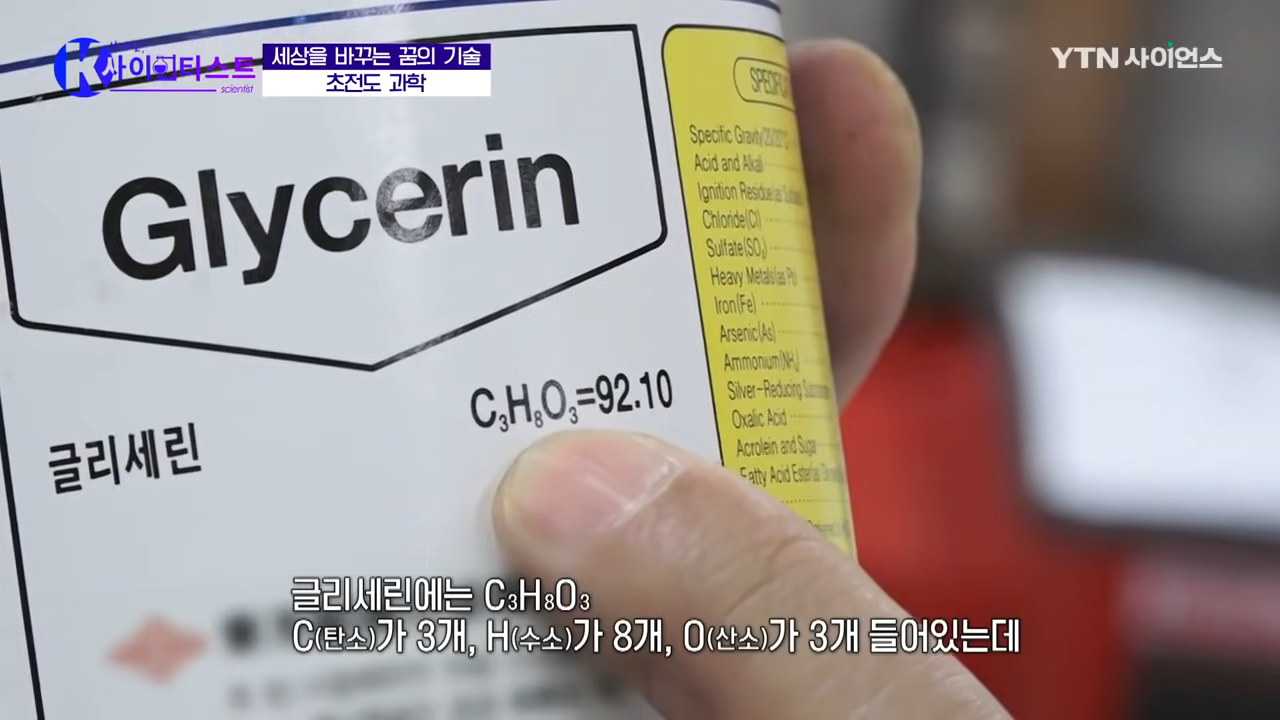 K 사이언티스트
scientist
세상을 바꾸는 꿈의 기술
초전도 과학
YTN 사이언스
Glycerin
C₃H₈O₃=92.10
글리세린
Specific Gravity
Acid and Alkali
Ignition Residue(as
Chloride(Cl)
Sulfate(SO₄)
Heavy Metals(as Pb)
Iron(Fe)
Arsenic(As)
Ammonium(NH₄)
Silver-Reducing
Oxalic Acid
Acrolein and
Fatty Acid
글리세린에는 C₃H₈O₃
C(탄소)가 3개, H(수소)가 8개, O(산소)가 3개 들어있는데